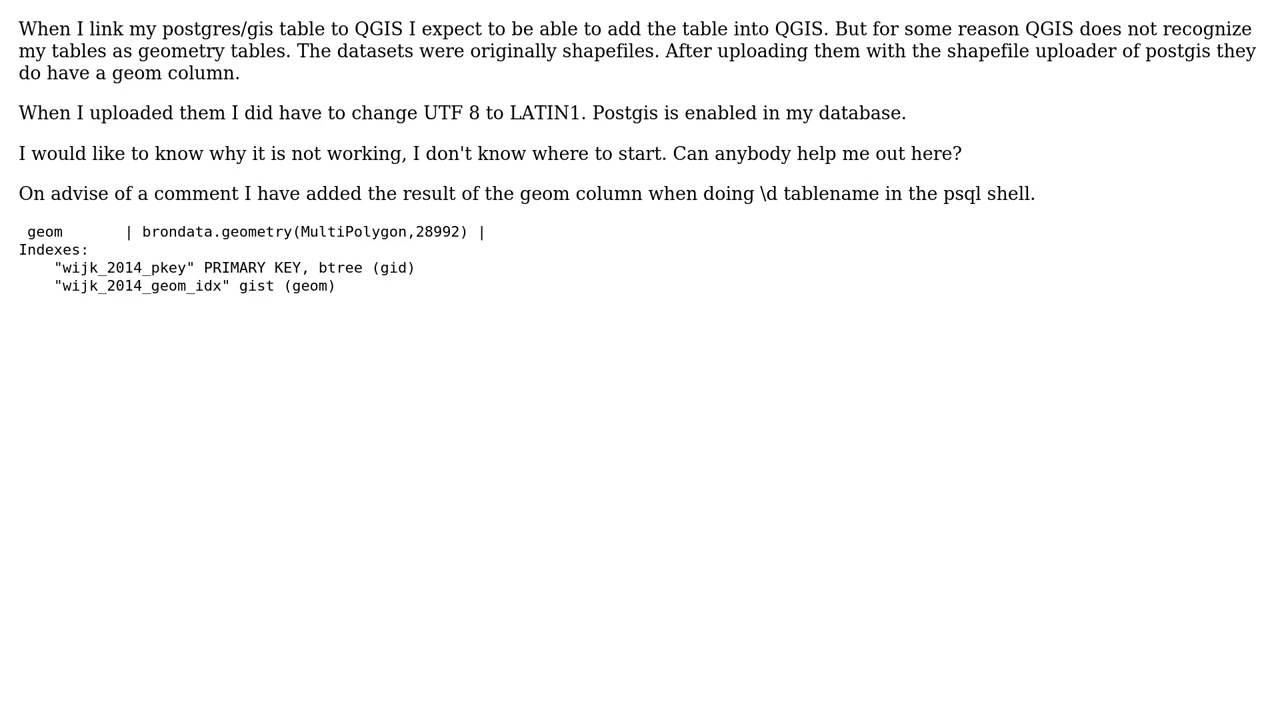 When I link my postgres/gis table to QGIS I expect to be able to add the table into QGIS. But for some reason QGIS does not recognize
my tables as geometry tables. The datasets were originally shapefiles. After uploading them with the shapefile uploader of postgis they
do have a geom column.
When I uploaded them I did have to change UTF 8 to LATIN1. Postgis is enabled in my database.
I would like to know why it is not working, I don't know where to start. Can anybody help me out here?
On advise of a comment I have added the result of the geom column when doing \d tablename in the psql shell.
geom       | brondata.geometry(MultiPolygon,28992) |
Indexes:
    "wijk_2014_pkey" PRIMARY KEY, btree (gid)
    "wijk_2014_geom_idx" gist (geom)